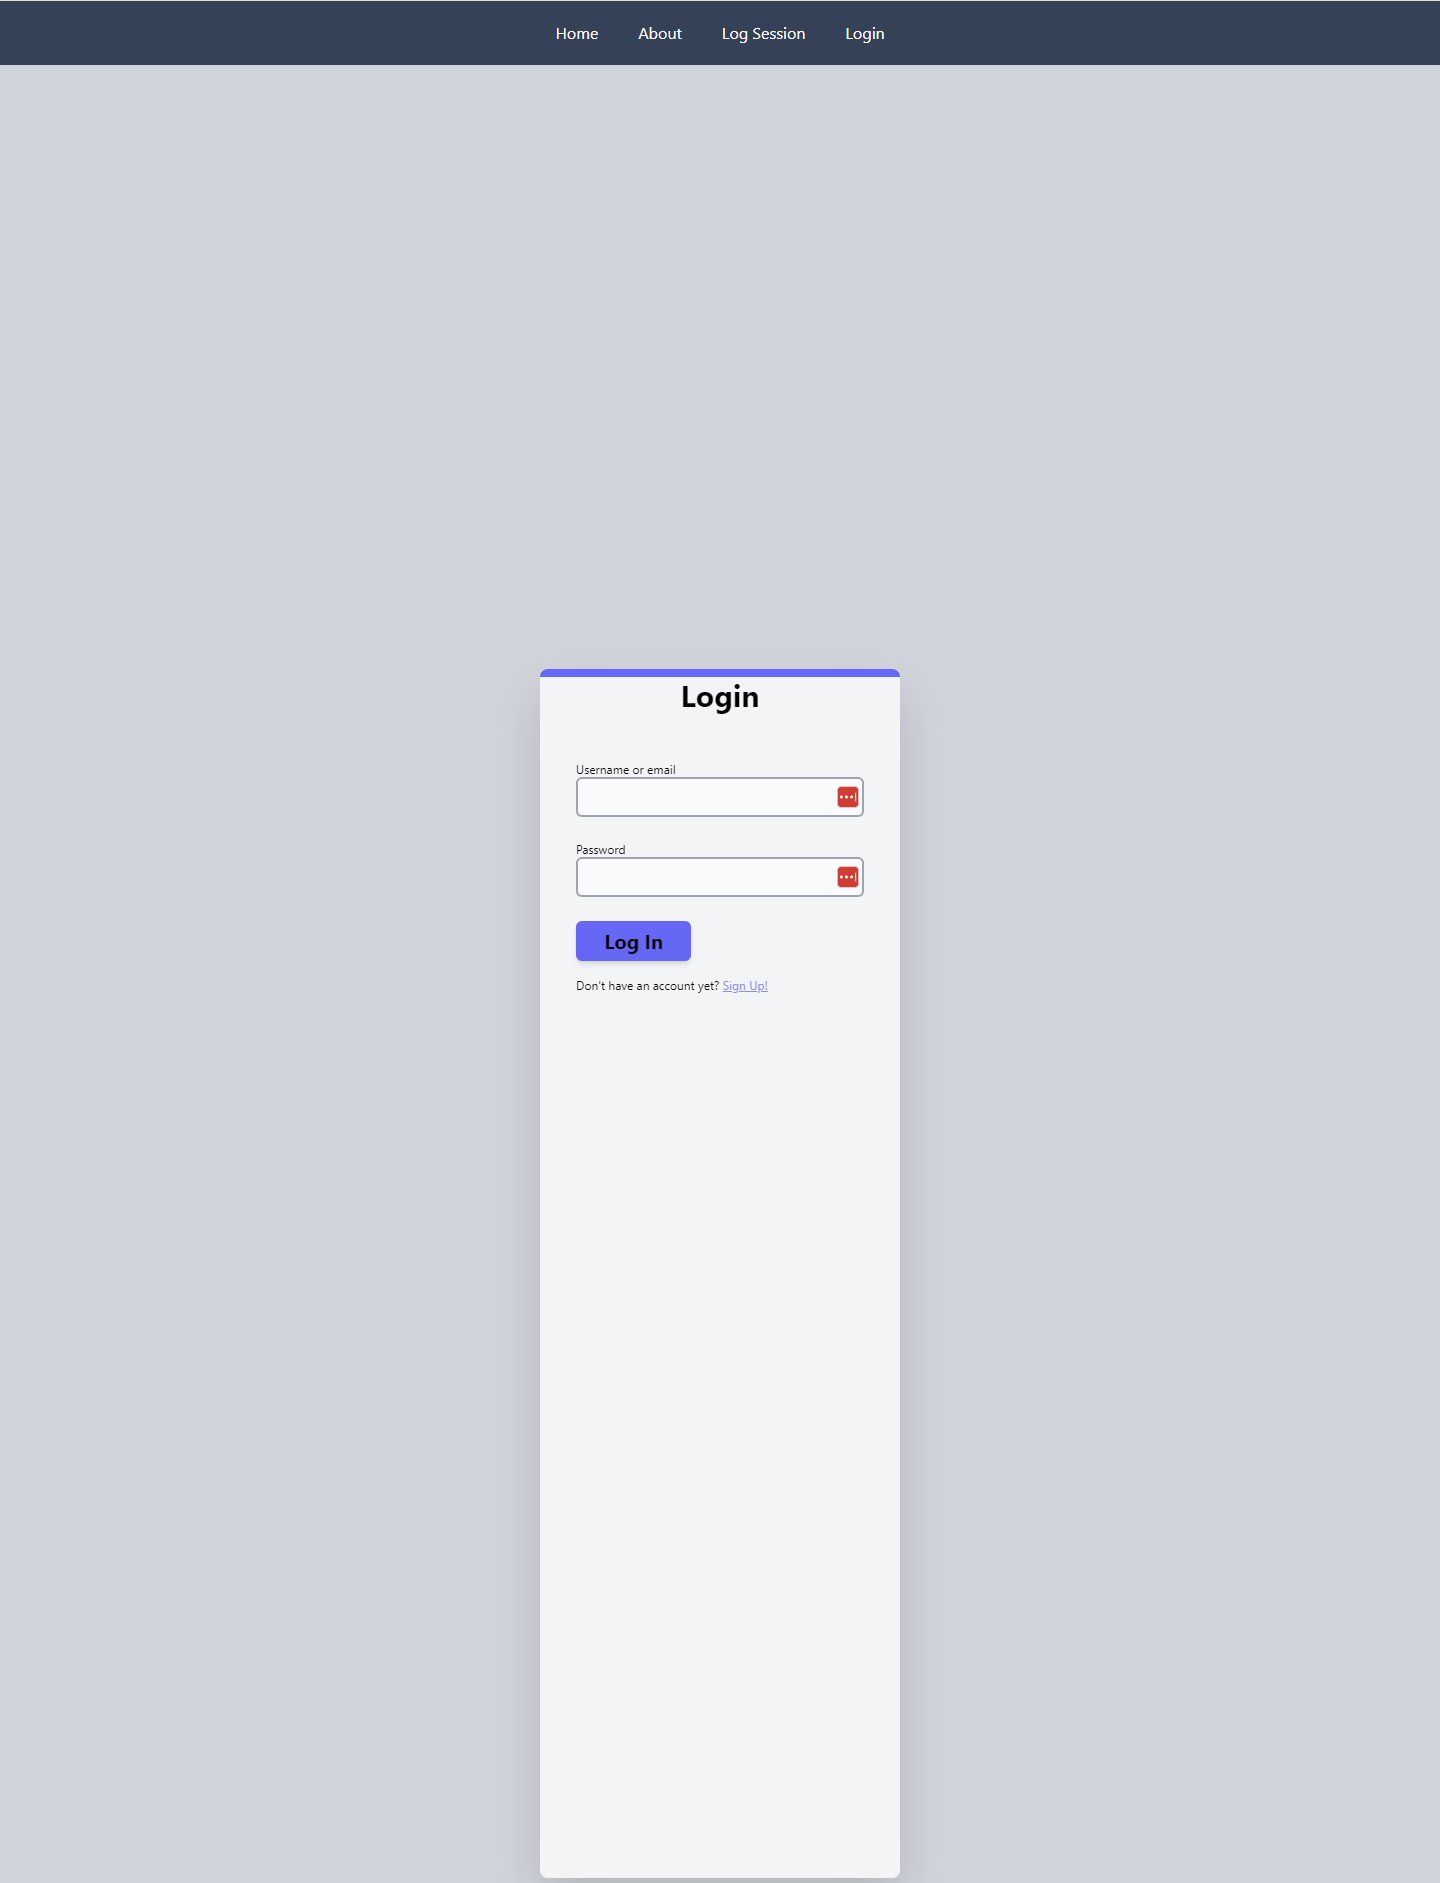 Home About Log Session Login
Login
Username or email
Password
Log In
Don't have an account yet? Sign Up!